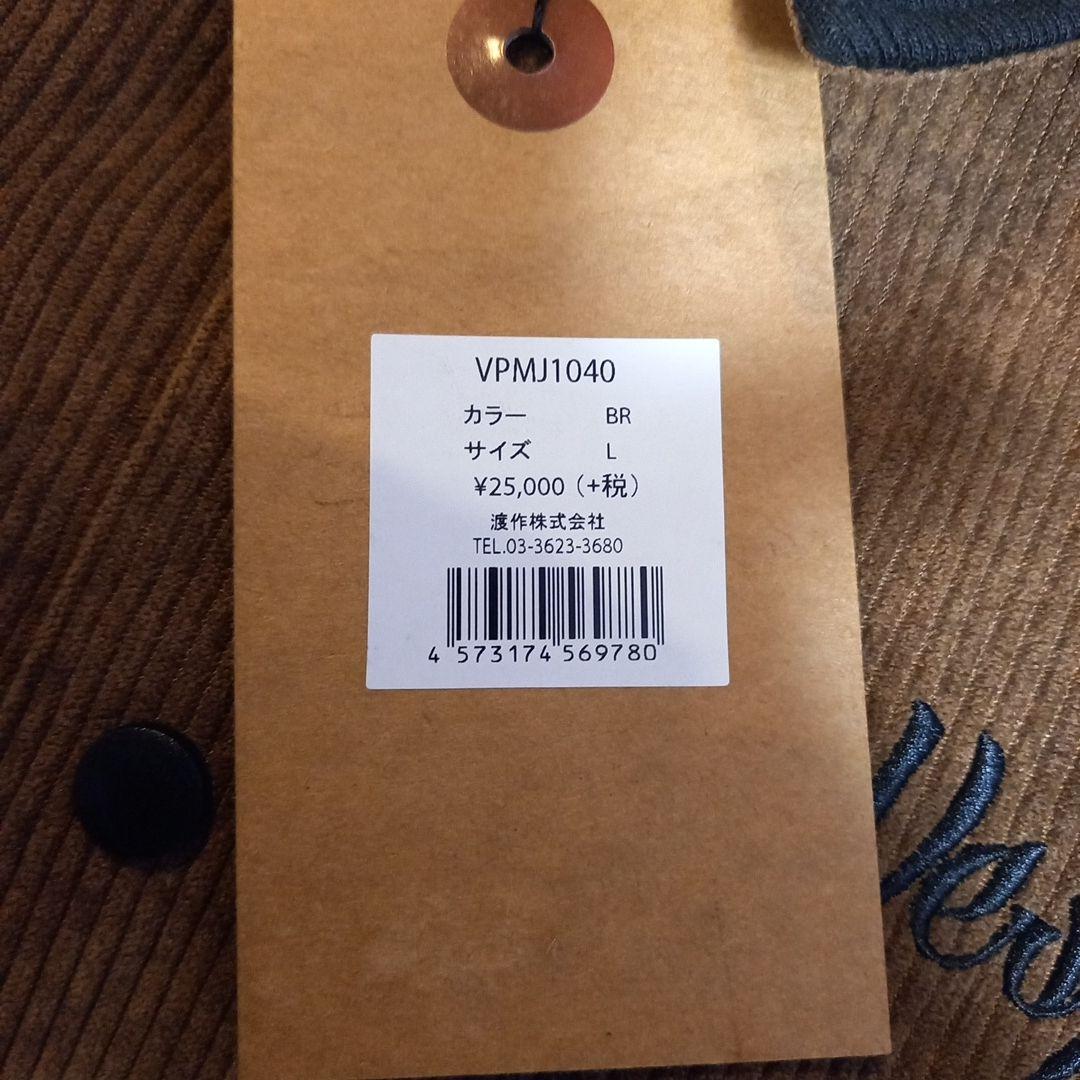 VPMJ1040
カラー BR
サイズ L
¥25,000（+税）
渡作株式会社
TEL.03-3623-3680
4 573174 569780
Vers